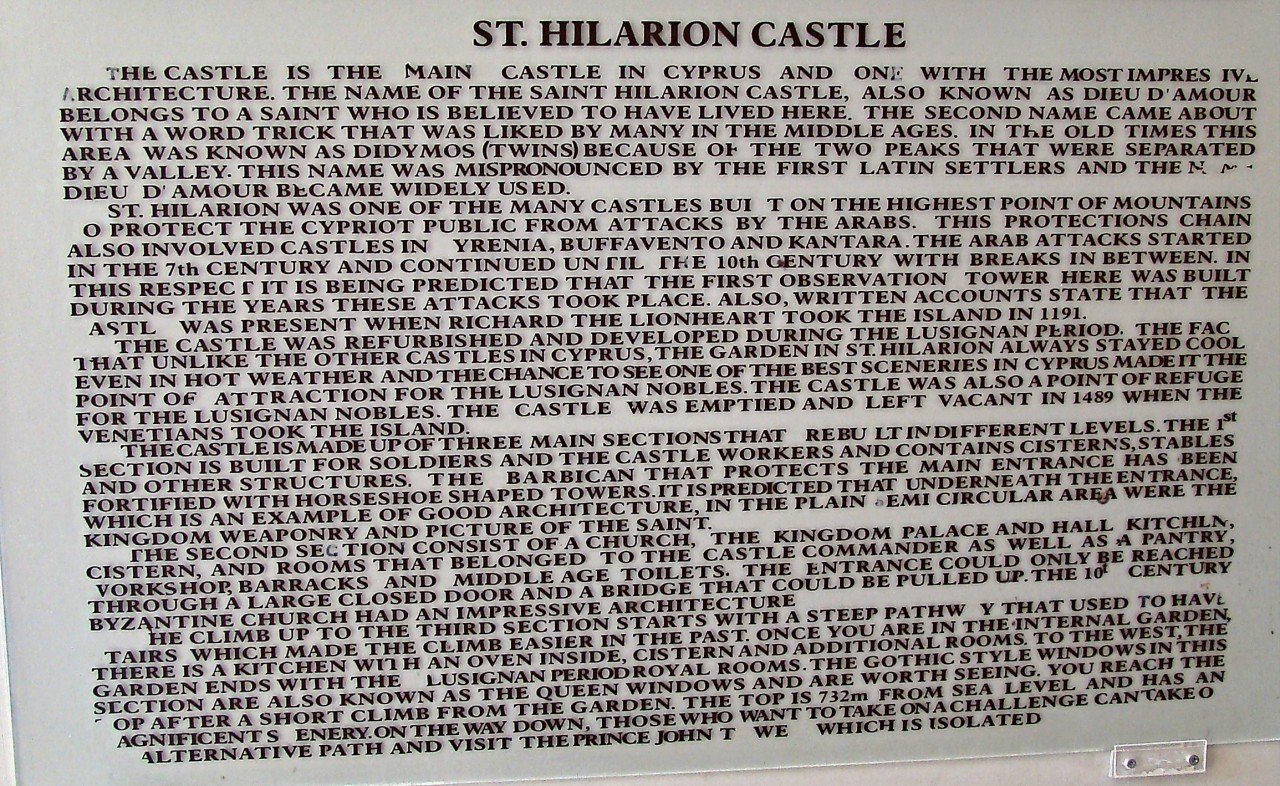 ST. HILARION CASTLE
THE CASTLE IS THE MAIN CASTLE IN CYPRUS AND ONE WITH THE MOST IMPRES IVE
ARCHITECTURE. THE NAME OF THE SAINT HILARION CASTLE, ALSO KNOWN AS DIEU D'AMOUR
BELONGS TO A SAINT WHO IS BELIEVED TO HAVE LIVED HERE. THE SECOND NAME CAME ABOUT
WITH A WORD TRICK THAT WAS LIKED BY MANY IN THE MIDDLE AGES. IN THE OLD TIMES THIS
AREA WAS KNOWN AS DIDYMOS (TWINS) BECAUSE OF THE TWO PEAKS THAT WERE SEPARATED
BY A VALLEY. THIS NAME WAS MISPRONOUNCED BY THE FIRST LATIN SETTLERS AND THE
DIEU D'AMOUR BECAME WIDELY USED.
ST. HILARION WAS ONE OF THE MANY CASTLES BUI T ON THE HIGHEST POINT OF MOUNTAINS
O PROTECT THE CYPRIOT PUBLIC FROM ATTACKS BY THE ARABS. THIS PROTECTIONS CHAIN
ALSO INVOLVED CASTLES IN YRENIA, BUFFAVENTO AND KANTARA. THE ARAB ATTACKS STARTED
IN THE 7th CENTURY AND CONTINUED UNTIL THE 10th CENTURY WITH BREAKS IN BETWEEN. IN
THIS RESPECT IT IS BEING PREDICTED THAT THE FIRST OBSERVATION TOWER HERE WAS BUILT
DURING THE YEARS THESE ATTACKS TOOK PLACE. ALSO, WRITTEN ACCOUNTS STATE THAT THE
ASTL WAS PRESENT WHEN RICHARD THE LIONHEART TOOK THE ISLAND IN 1191.
THE CASTLE WAS REFURBISHED AND DEVELOPED DURING THE LUSIGNAN PERIOD. THE FAC
THAT UNLIKE THE OTHER CASTLES IN CYPRUS, THE GARDEN IN ST. HILARION ALWAYS STAYED COOL
EVEN IN HOT WEATHER AND THE CHANCE TO SEE ONE OF THE BEST SCENERIES IN CYPRUS MADE IT THE
POINT OF ATTRACTION FOR THE LUSIGNAN NOBLES. THE CASTLE WAS ALSO A POINT OF REFUGE
FOR THE LUSIGNAN NOBLES. THE CASTLE WAS EMPTIED AND LEFT VACANT IN 1489 WHEN THE
VENETIANS TOOK THE ISLAND.
THE CASTLE IS MADE UP OF THREE MAIN SECTIONS THAT REBU LT IN DIFFERENT LEVELS. THE 1st
SECTION IS BUILT FOR SOLDIERS AND THE CASTLE WORKERS AND CONTAINS CISTERNS, STABLES
AND OTHER STRUCTURES. THE BARBICAN THAT PROTECTS THE MAIN ENTRANCE HAS BEEN
FORTIFIED WITH HORSESHOE SHAPED TOWERS. IT IS PREDICTED THAT UNDERNEATH THE ENTRANCE,
WHICH IS AN EXAMPLE OF GOOD ARCHITECTURE, IN THE PLAIN EMI CIRCULAR AREA WERE THE
KINGDOM WEAPONRY AND PICTURE OF THE SAINT.
THE SECOND SECTION CONSIST OF A CHURCH, THE KINGDOM PALACE AND HALL KITCHEN,
CISTERN, AND ROOMS THAT BELONGED TO THE CASTLE COMMANDER AS WELL AS A PANTRY,
WORKSHOP, BARRACKS AND MIDDLE AGE TOILETS. THE ENTRANCE COULD ONLY BE REACHED
THROUGH A LARGE CLOSED DOOR AND A BRIDGE THAT COULD BE PULLED UP. THE 10t CENTURY
BYZANTINE CHURCH HAD AN IMPRESSIVE ARCHITECTURE
HE CLIMB UP TO THE THIRD SECTION STARTS WITH A STEEP PATHW Y THAT USED TO HAVE
TAIRS WHICH MADE THE CLIMB EASIER IN THE PAST. ONCE YOU ARE IN THE INTERNAL GARDEN,
THERE IS A KITCHEN WITH AN OVEN INSIDE, CISTERN AND ADDITIONAL ROOMS. TO THE WEST, THE
GARDEN ENDS WITH THE LUSIGNAN PERIOD ROYAL ROOMS. THE GOTHIC STYLE WINDOWS IN THIS
SECTION ARE ALSO KNOWN AS THE QUEEN WINDOWS AND ARE WORTH SEEING. YOU REACH THE
OP AFTER A SHORT CLIMB FROM THE GARDEN. THE TOP IS 732m FROM SEA LEVEL AND HAS AN
AGNIFICENT S ENERY. ON THE WAY DOWN, THOSE WHO WANT TO TAKE ON A CHALLENGE CAN TAKE O
ALTERNATIVE PATH AND VISIT THE PRINCE JOHN T WE WHICH IS ISOLATED